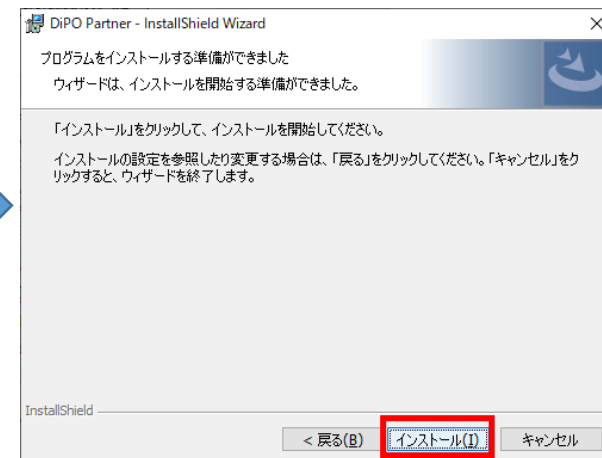 DiPO Partner - InstallShield Wizard
プログラムをインストールする準備ができました
ウィザードは、インストールを開始する準備ができました。
「インストール」をクリックして、インストールを開始してください。
インストールの設定を参照したり変更する場合は、「戻る」をクリックしてください。「キャンセル」をク
リックすると、ウィザードを終了します。
InstallShield
< 戻る(B) インストール(I) キャンセル